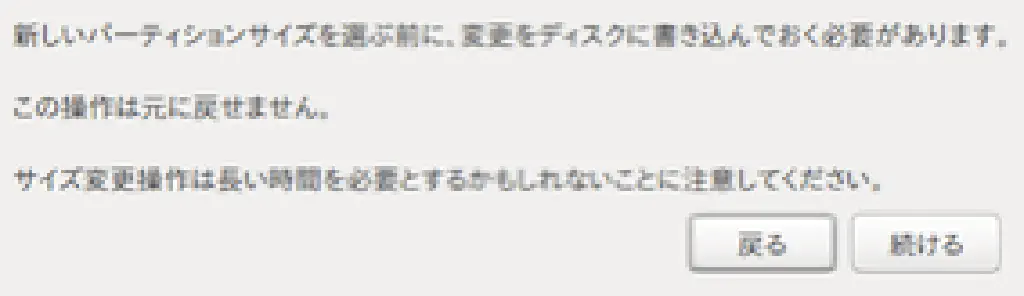 新しいパーティションサイズを選ぶ前に、変更をディスクに書き込んでおく必要があります。
この操作は元に戻せません。
サイズ変更操作は長い時間を必要とするかもしれないことに注意してください。
戻る
続ける